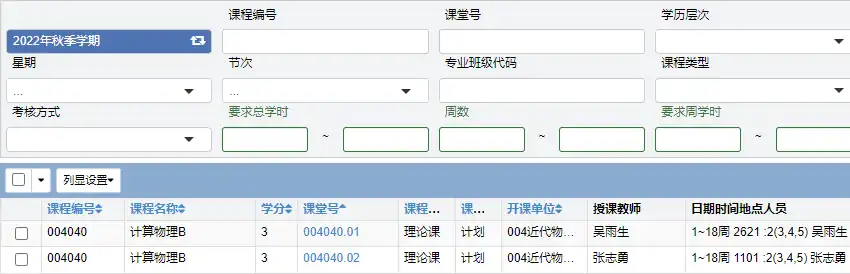 课程编号 课堂号 学历层次
2022年秋季学期
星期 节次 专业班级代码 课程类型
... ...
考核方式 要求总学时 周数 要求周学时
~ ~ ~
列显设置
课程编号 课程名称 学分 课堂号 课程... 课... 开课单位 授课教师 日期时间地点人员
004040 计算物理B 3 004040.01 理论课 计划 004近代物... 吴雨生 1~18周 2621 :2(3,4,5) 吴雨生
004040 计算物理B 3 004040.02 理论课 计划 004近代物... 张志勇 1~18周 1101 :2(3,4,5) 张志勇